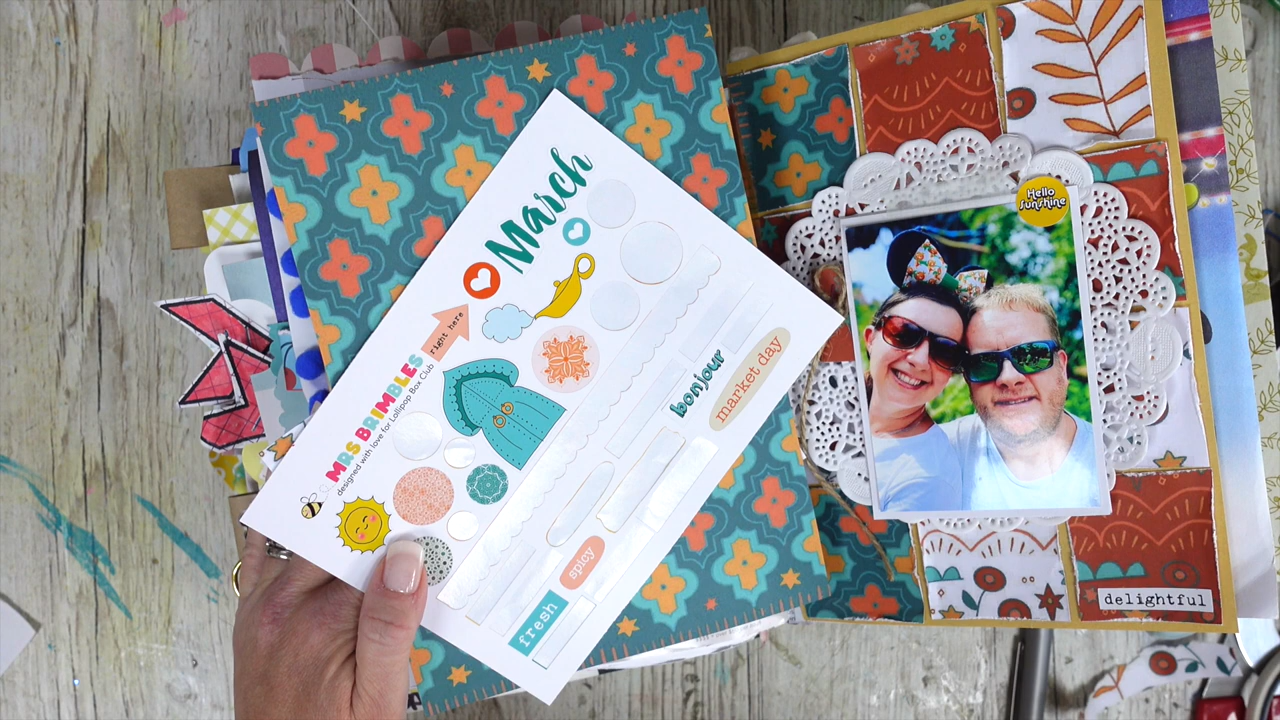 March
right here
MRS BRIMBLES
designed with love for Lollipop Box Club
bonjour
market day
spicy
fresh
Hello
Sunshine
delightful